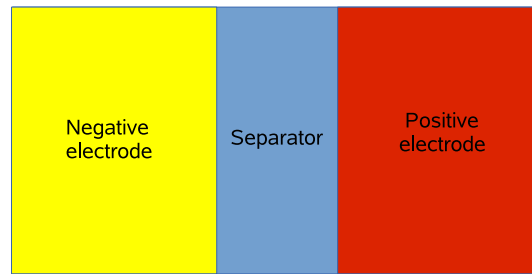 Negative
electrode
Separator
Positive
electrode